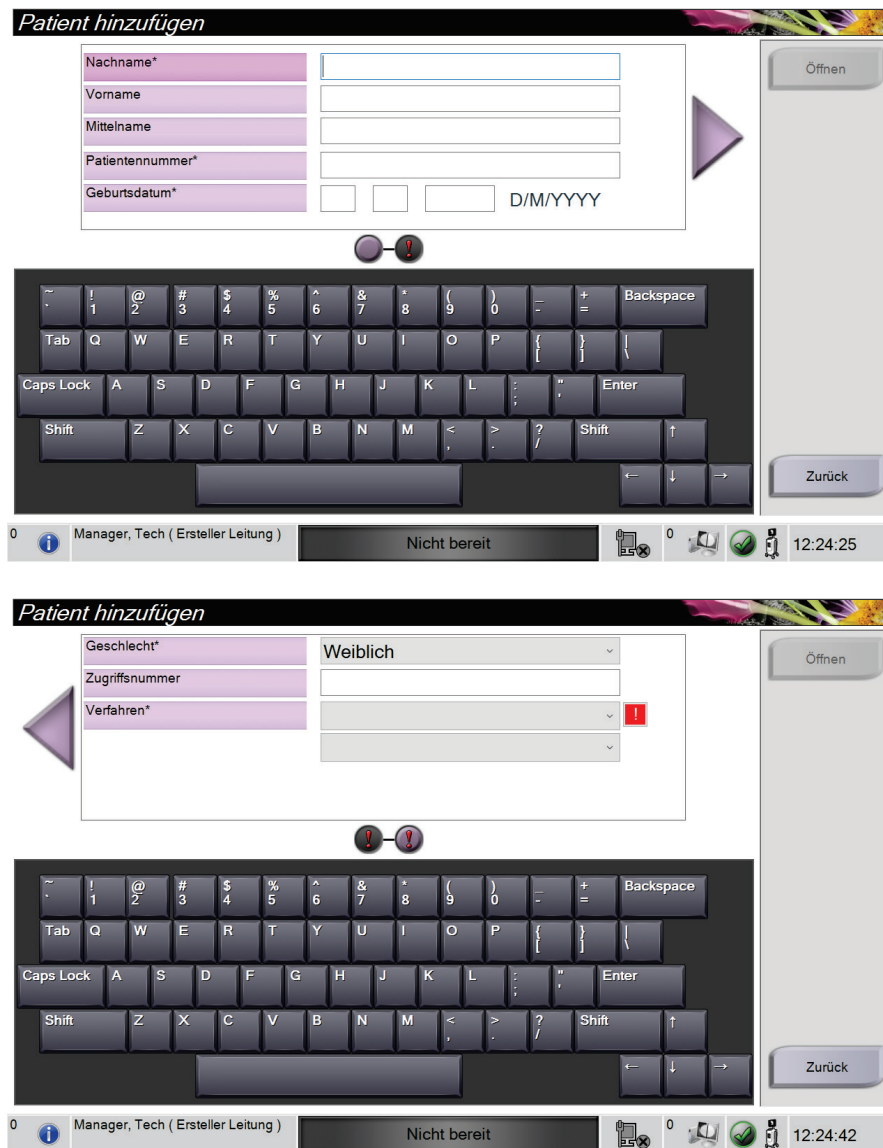 Patient hinzufügen
Nachname*
Öffnen
Vorname
Mittelname
Patientennummer*
Geburtsdatum*
D/M/YYYY
!
~ ! @ # $ % ^ & * ( ) _ + Backspace
` 1 2 3 4 5 6 7 8 9 0 - =
Tab Q W E R T Y U I O P { } |
[ ] \
Caps Lock A S D F G H J K L : " Enter
; '
Shift Z X C V B N M < > ? Shift ↑
, . /
← ↓ →
Zurück
0 Manager, Tech ( Ersteller Leitung ) Nicht bereit 0 12:24:25
Patient hinzufügen
Geschlecht* Weiblich
Öffnen
Zugriffsnummer
Verfahren* !
! !
~ ! @ # $ % ^ & * ( ) _ + Backspace
` 1 2 3 4 5 6 7 8 9 0 - =
Tab Q W E R T Y U I O P { } |
[ ] \
Caps Lock A S D F G H J K L : " Enter
; '
Shift Z X C V B N M < > ? Shift ↑
, . /
← ↓ →
Zurück
0 Manager, Tech ( Ersteller Leitung ) Nicht bereit 0 12:24:42